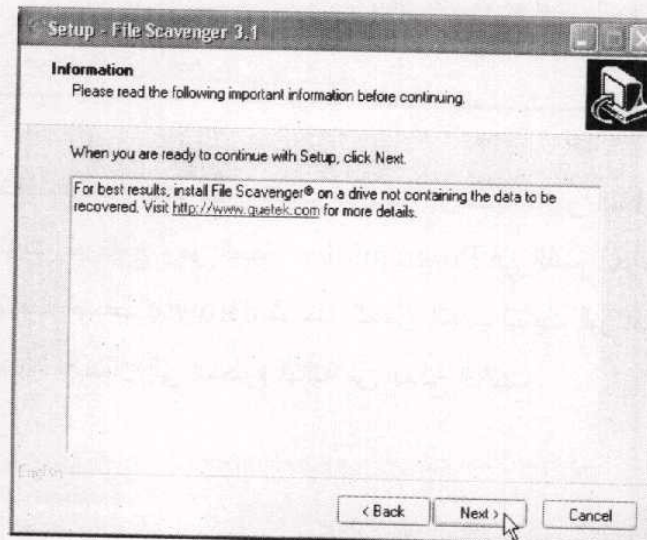 Setup - File Scavenger 3.1
Information
Please read the following important information before continuing.
When you are ready to continue with Setup, click Next.
For best results, install File Scavenger® on a drive not containing the data to be
recovered. Visit http://www.quetek.com for more details.
English
< Back
Next >
Cancel